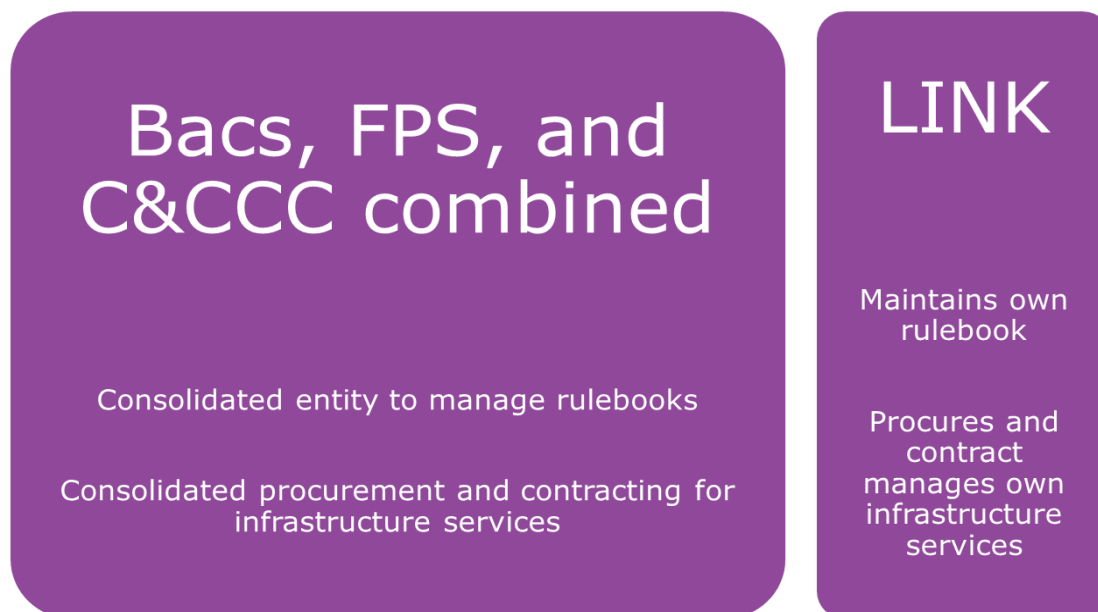 Bacs, FPS, and
C&CCC combined
Consolidated entity to manage rulebooks
Consolidated procurement and contracting for
infrastructure services
LINK
Maintains own
rulebook
Procures and
contract
manages own
infrastructure
services